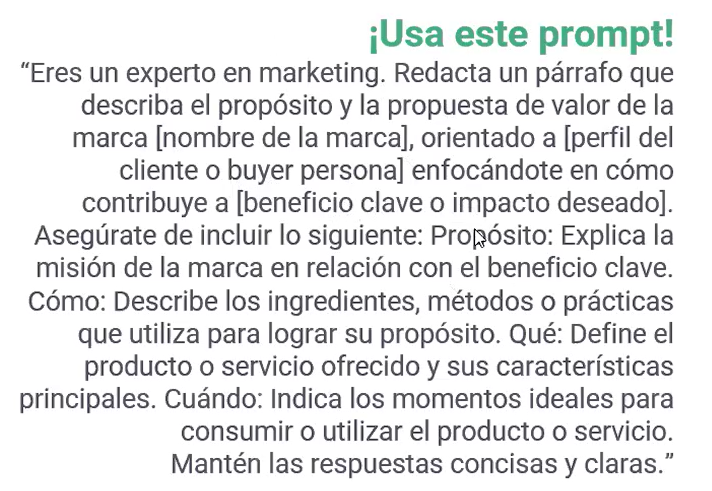 ¡Usa este prompt!
“Eres un experto en marketing. Redacta un párrafo que
describa el propósito y la propuesta de valor de la
marca [nombre de la marca], orientado a [perfil del
cliente o buyer persona] enfocándote en cómo
contribuye a [beneficio clave o impacto deseado].
Asegúrate de incluir lo siguiente: Propósito: Explica la
misión de la marca en relación con el beneficio clave.
Cómo: Describe los ingredientes, métodos o prácticas
que utiliza para lograr su propósito. Qué: Define el
producto o servicio ofrecido y sus características
principales. Cuándo: Indica los momentos ideales para
consumir o utilizar el producto o servicio.
Mantén las respuestas concisas y claras.”